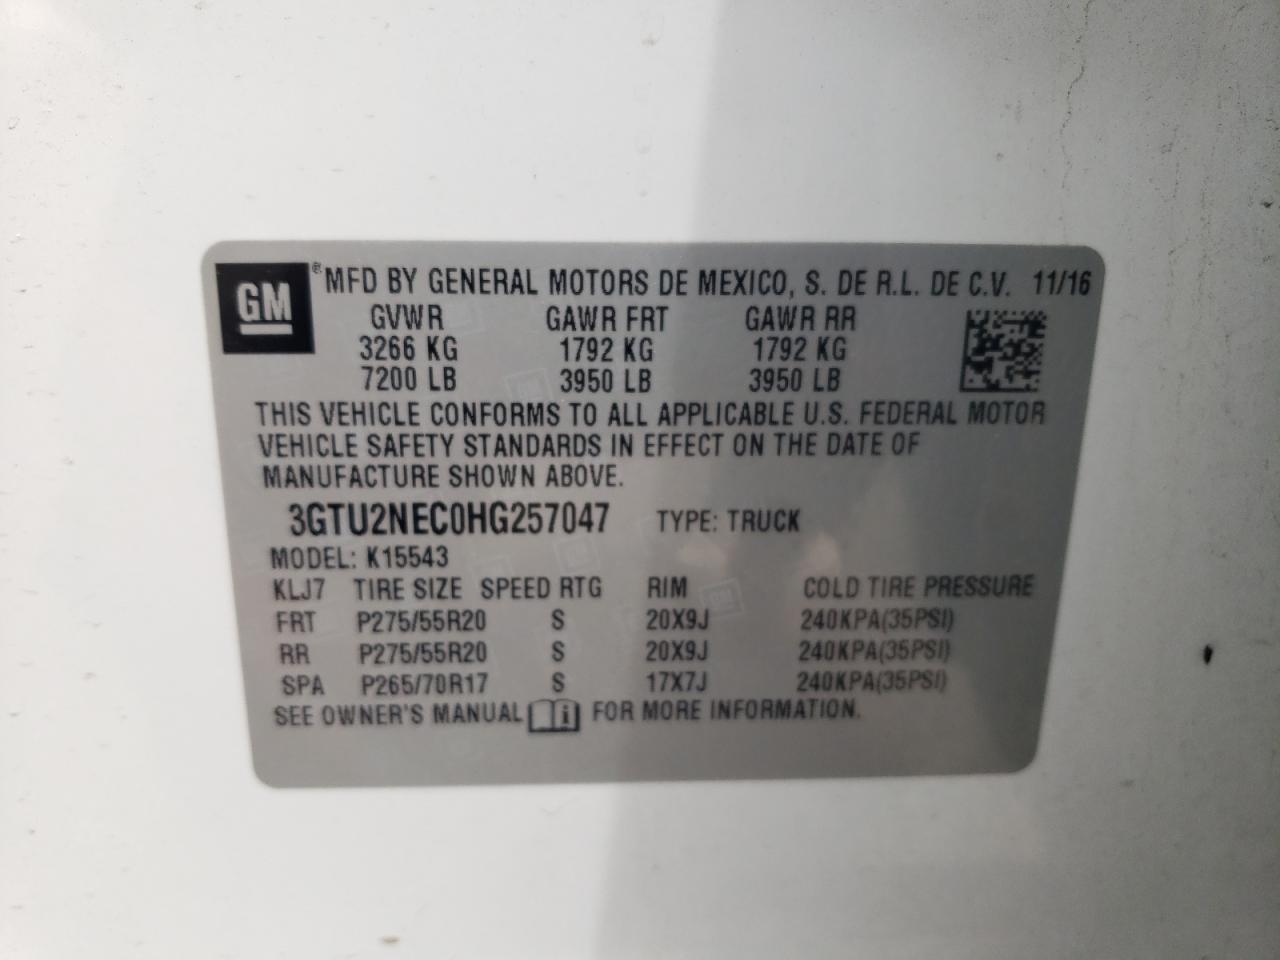 GM ® MFD BY GENERAL MOTORS DE MEXICO, S. DE R.L. DE C.V. 11/16
GVWR GAWR FRT GAWR RR
3266 KG 1792 KG 1792 KG
7200 LB 3950 LB 3950 LB
THIS VEHICLE CONFORMS TO ALL APPLICABLE U.S. FEDERAL MOTOR
VEHICLE SAFETY STANDARDS IN EFFECT ON THE DATE OF
MANUFACTURE SHOWN ABOVE.
3GTU2NEC0HG257047 TYPE: TRUCK
MODEL: K15543
KLJ7 TIRE SIZE SPEED RTG RIM COLD TIRE PRESSURE
FRT P275/55R20 S 20X9J 240KPA(35PSI)
RR P275/55R20 S 20X9J 240KPA(35PSI)
SPA P265/70R17 S 17X7J 240KPA(35PSI)
SEE OWNER'S MANUAL i FOR MORE INFORMATION.